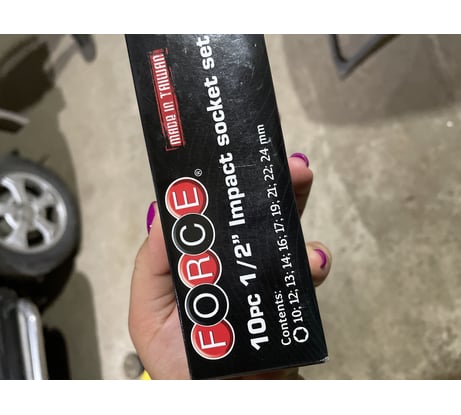 MADE IN TAIWAN
FORCE®
10PC 1/2" Impact socket set
Contents:
10; 12; 13; 14; 16; 17; 19; 21; 22; 24 mm